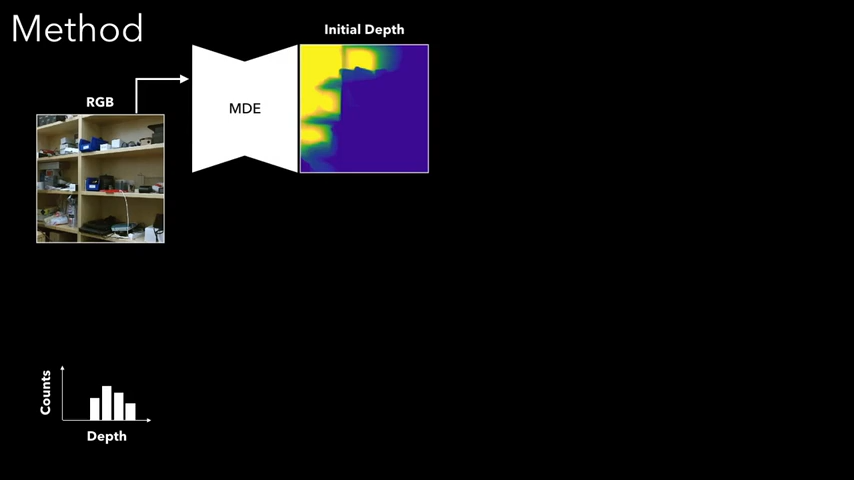 Method
Initial Depth
RGB
MDE
Counts
Depth